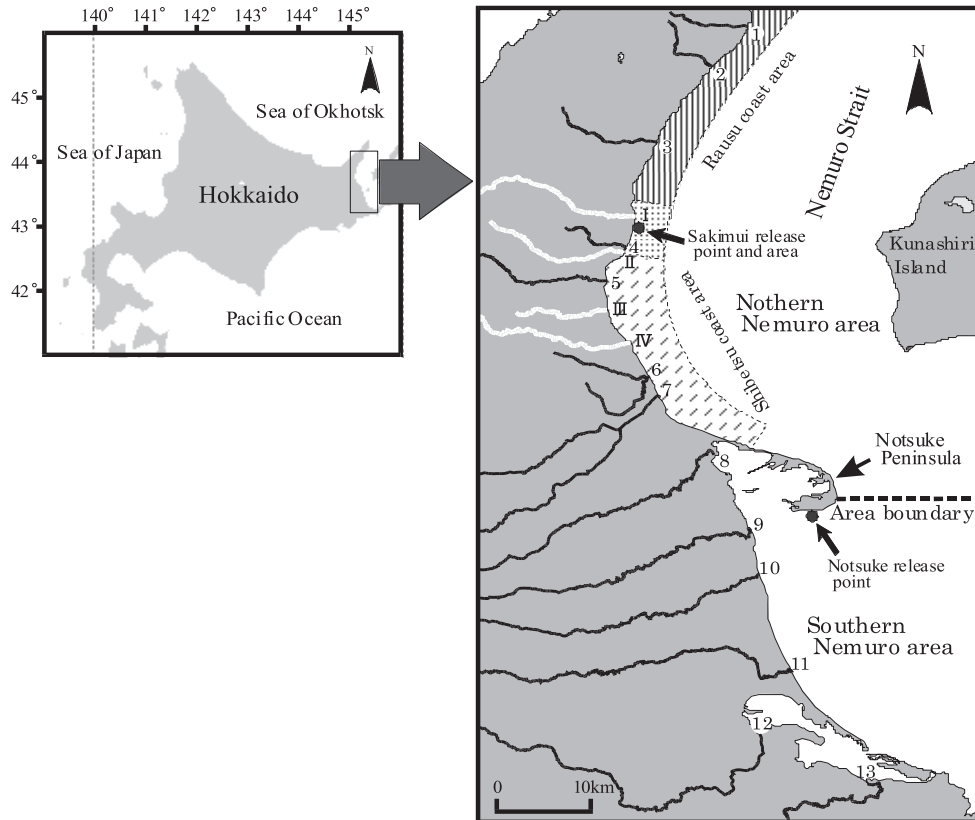 140° 141° 142° 143° 144° 145°
N
45°
44°
43°
42°
Sea of Okhotsk
Sea of Japan
Hokkaido
Pacific Ocean
N
1
2
3
Rausu coast area
Nemuro Strait
I
Sakimui release
point and area
4
II
5
III
IV
6
7
Shibetsu coast area
Kunashiri
Island
Nothern
Nemuro area
8
Notsuke
Peninsula
Area boundary
9
Notsuke release
point
10
Southern
Nemuro area
11
12
13
0 10km